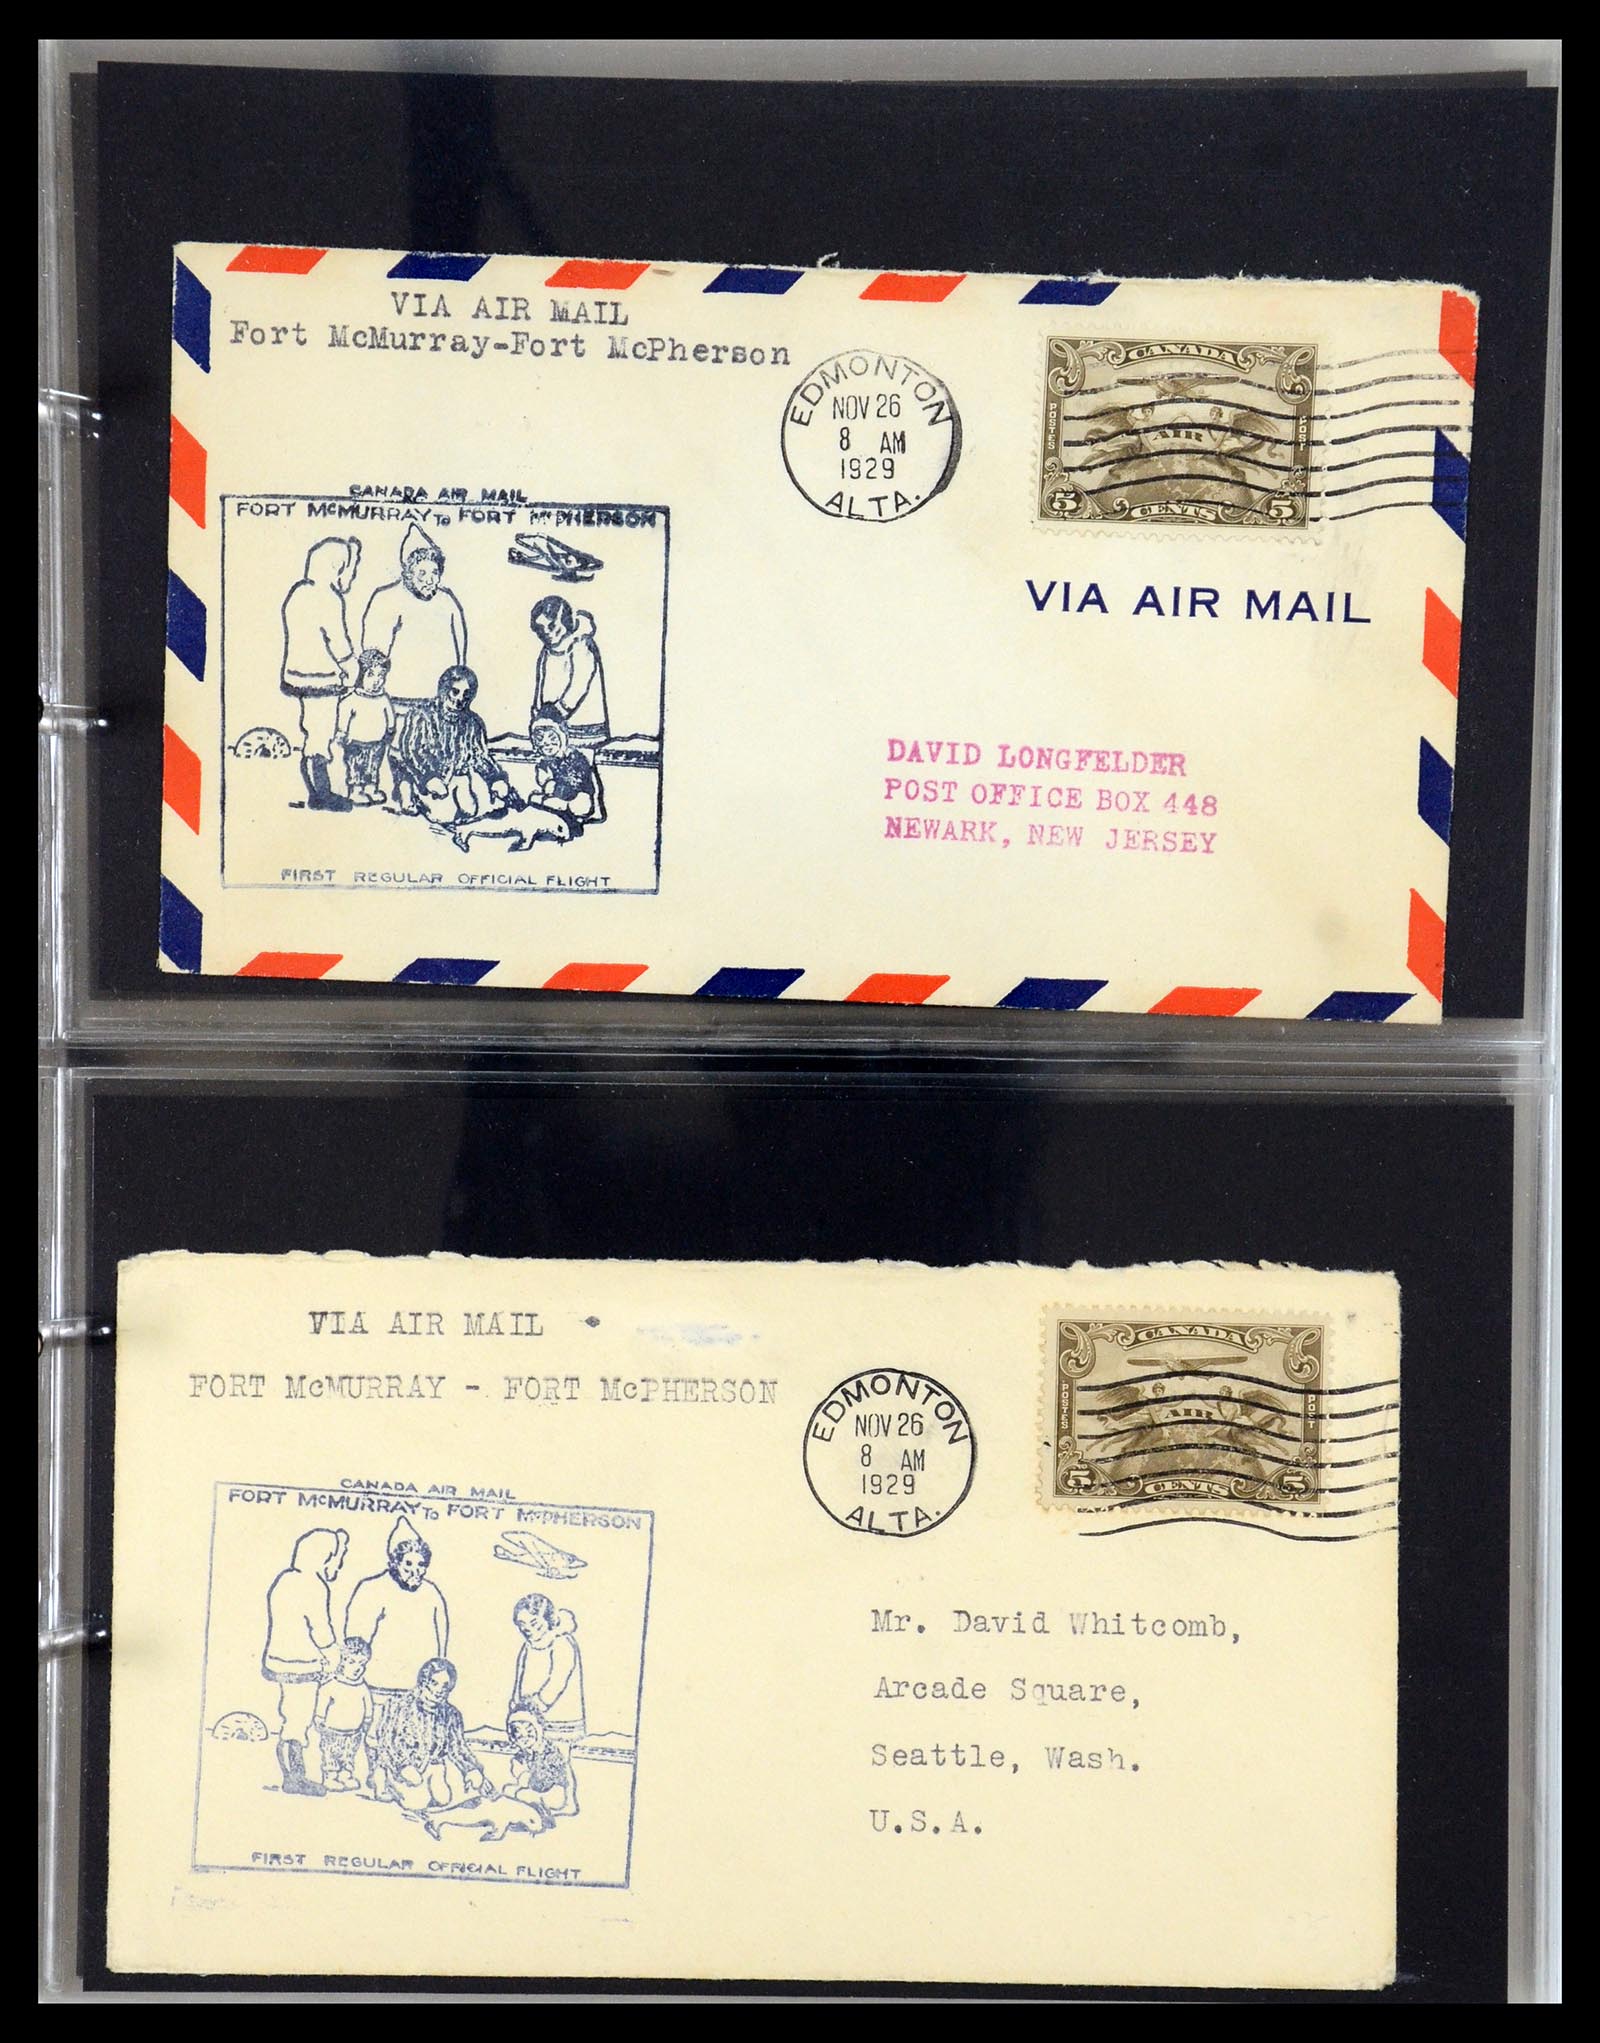 VIA AIR MAIL
Fort McMurray-Fort McPherson
EDMONTON
NOV 26
8 AM
1929
ALTA.
CANADA
POSTES
AIR
POST
5 CENTS 5
CANADA AIR MAIL
FORT McMURRAY To FORT McPHERSON
FIRST REGULAR OFFICIAL FLIGHT
VIA AIR MAIL
DAVID LONGFELDER
POST OFFICE BOX 448
NEWARK, NEW JERSEY
VIA AIR MAIL
FORT McMURRAY - FORT McPHERSON
EDMONTON
NOV 26
8 AM
1929
ALTA.
CANADA
POSTES
AIR
POST
5 CENTS 5
CANADA AIR MAIL
FORT McMURRAY To FORT McPHERSON
FIRST REGULAR OFFICIAL FLIGHT
Mr. David Whitcomb,
Arcade Square,
Seattle, Wash.
U.S.A.